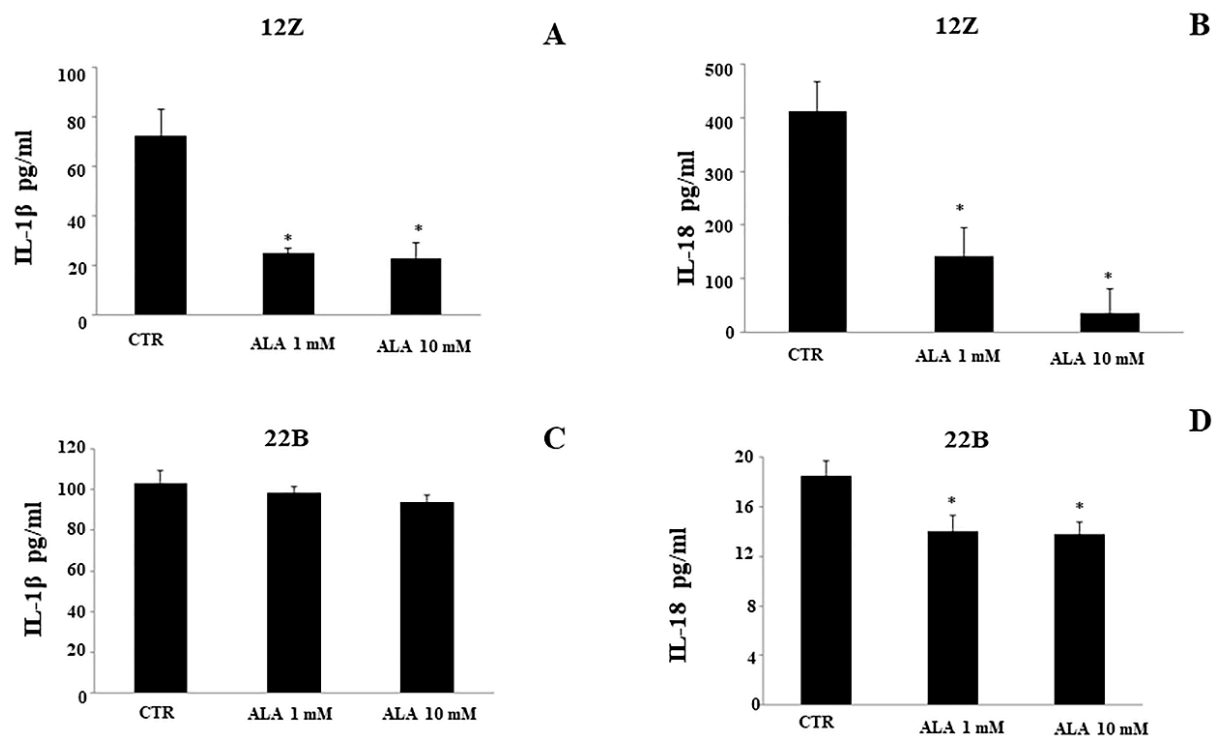 12Z
A
100
80
60
40
20
0
IL-1β pg/ml
*
*
CTR
ALA 1 mM
ALA 10 mM
12Z
B
500
400
300
200
100
0
IL-18 pg/ml
*
*
CTR
ALA 1 mM
ALA 10 mM
22B
C
120
100
80
60
40
20
0
IL-1β pg/ml
CTR
ALA 1 mM
ALA 10 mM
22B
D
20
16
12
8
4
0
IL-18 pg/ml
*
*
CTR
ALA 1 mM
ALA 10 mM